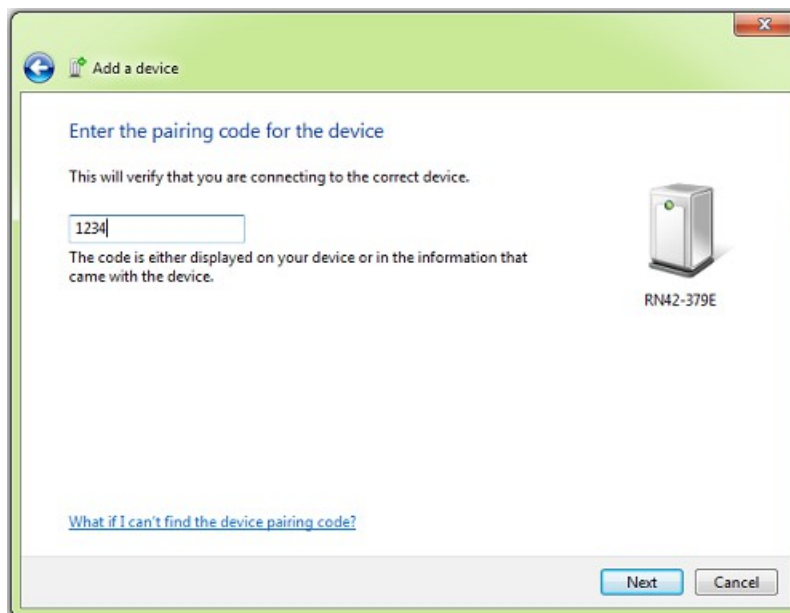 Add a device
Enter the pairing code for the device
This will verify that you are connecting to the correct device.
1234
The code is either displayed on your device or in the information that
came with the device.
RN42-379E
What if I can't find the device pairing code?
Next
Cancel